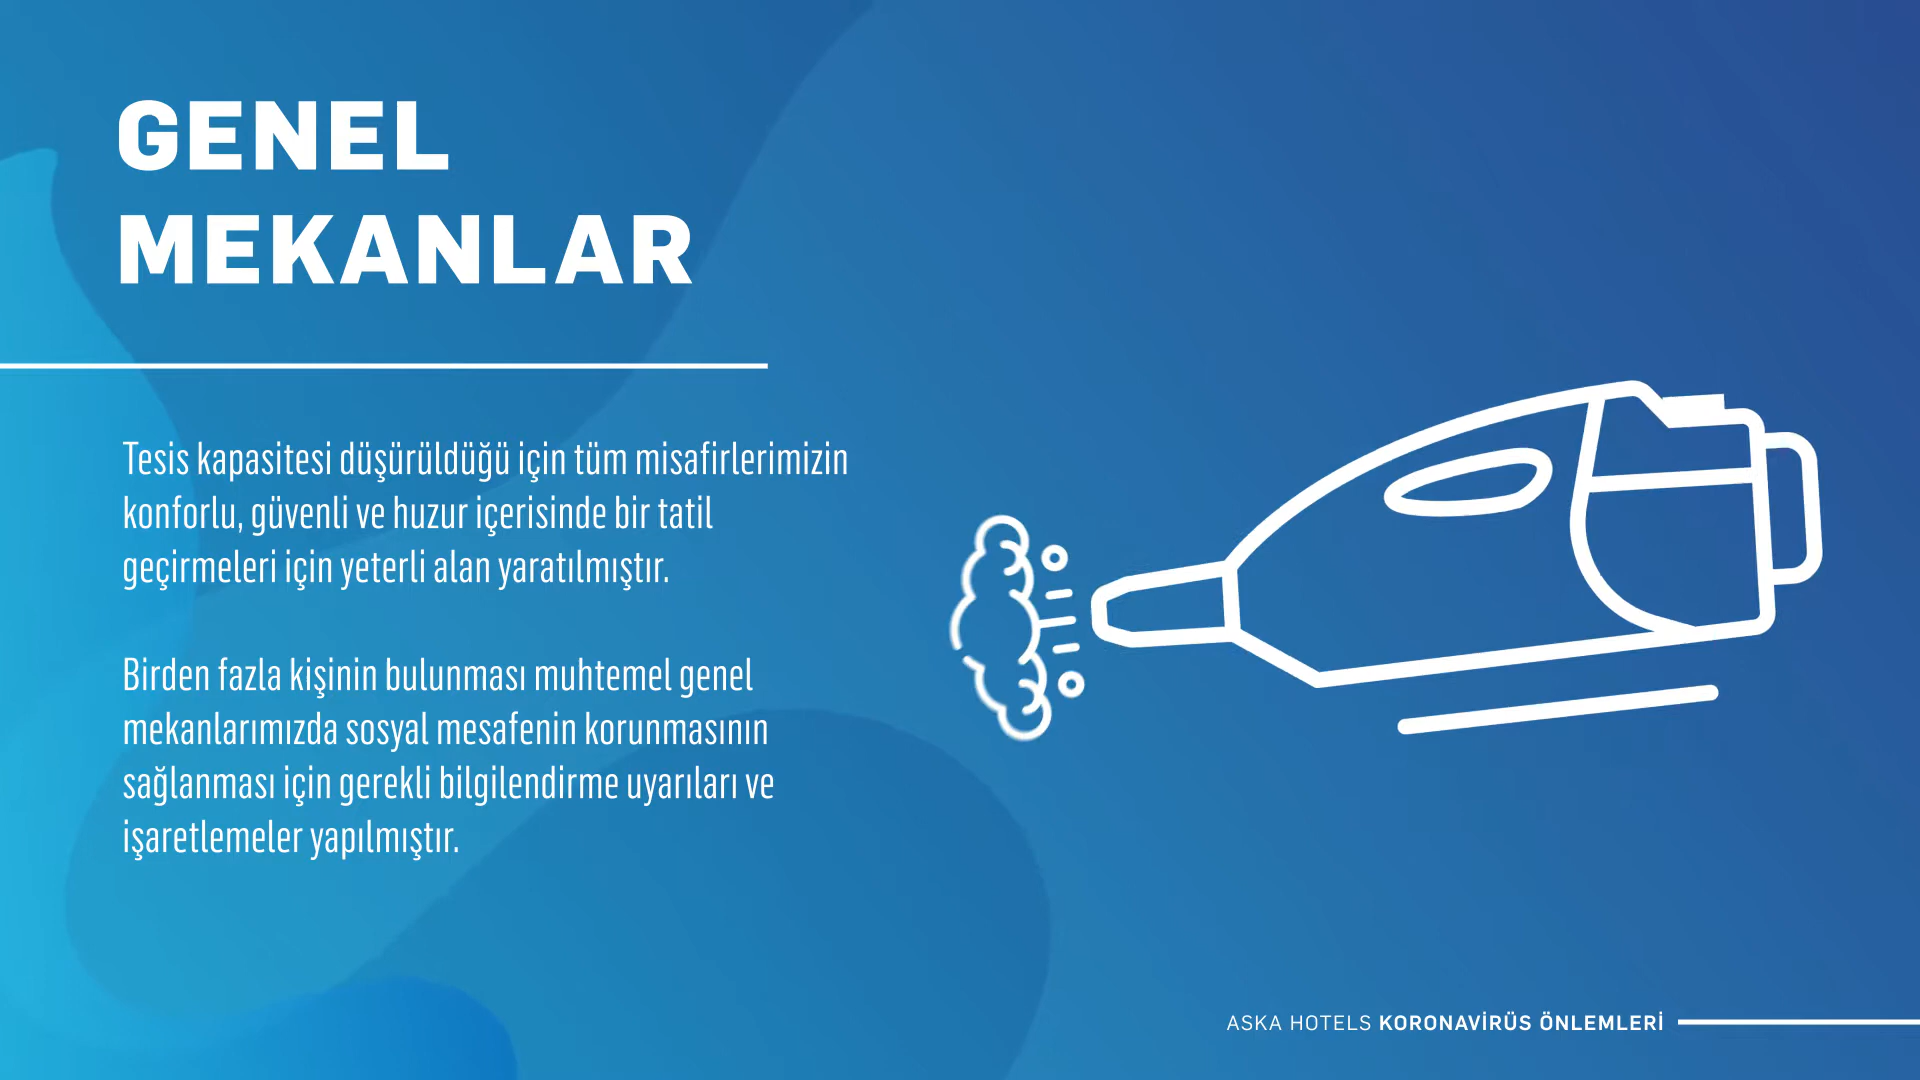 GENEL
MEKANLAR
Tesis kapasitesi düşürüldüğü için tüm misafirlerimizin
konforlu, güvenli ve huzur içerisinde bir tatil
geçirmeleri için yeterli alan yaratılmıştır.
Birden fazla kişinin bulunması muhtemel genel
mekanlarımızda sosyal mesafenin korunmasının
sağlanması için gerekli bilgilendirme uyarıları ve
işaretlemeler yapılmıştır.
ASKA HOTELS KORONAVİRÜS ÖNLEMLERİ